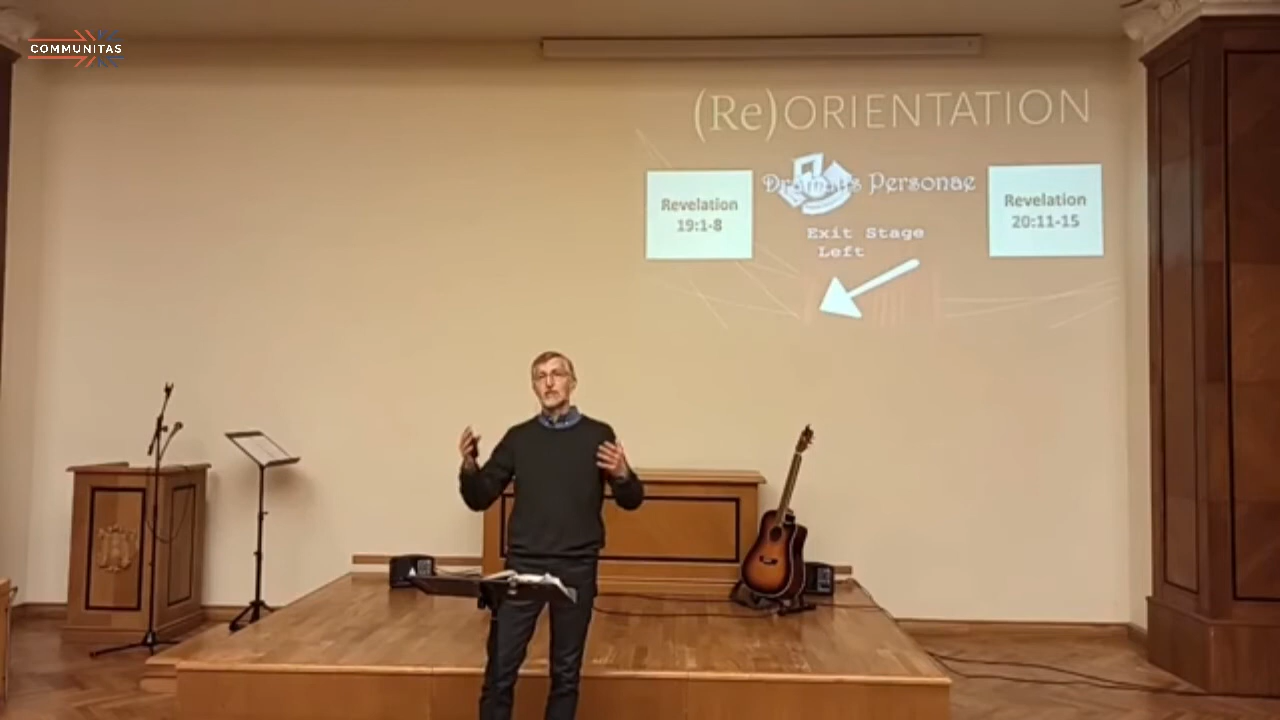 COMMUNITAS
(Re)ORIENTATION
Dramatis Personae
Revelation
19:1-8
Exit Stage
Left
Revelation
20:11-15